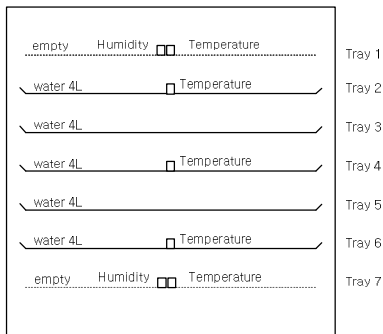 empty Humidity Temperature Tray 1
water 4L Temperature Tray 2
water 4L Tray 3
water 4L Temperature Tray 4
water 4L Tray 5
water 4L Temperature Tray 6
empty Humidity Temperature Tray 7